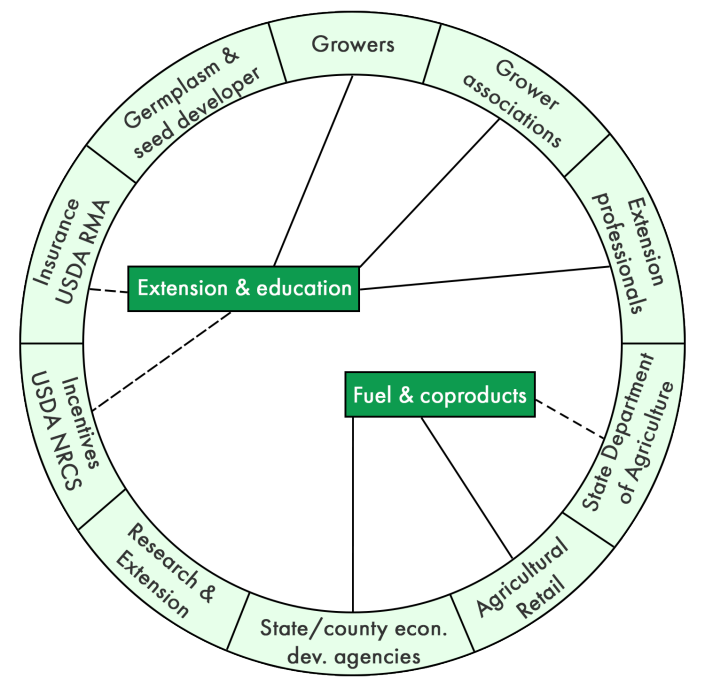 Growers
Grower
associations
Extension
professionals
State Department
of Agriculture
Agricultural
Retail
State/county econ.
dev. agencies
Research &
Extension
Incentives
USDA NRCS
Insurance
USDA RMA
Germplasm &
seed developer
Extension & education
Fuel & coproducts